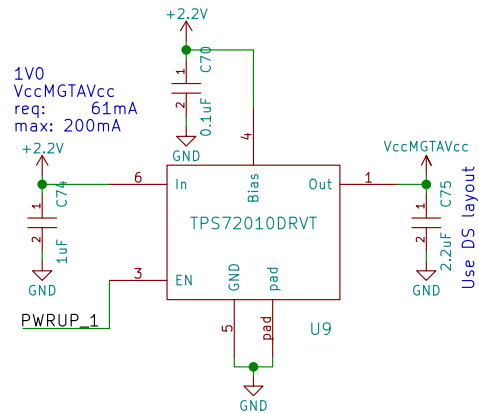 +2.2V
1
C70
2
0.1uF
GND
4
1V0
VccMGTAVcc
req:     61mA
max: 200mA
+2.2V
1
C74
2
1uF
GND
6
In
Bias
Out
1
TPS72010DRVT
3
EN
GND
pad
5
pad
U9
PWRUP_1
GND
VccMGTAVcc
1
C75
2
2.2uF
GND
Use DS layout